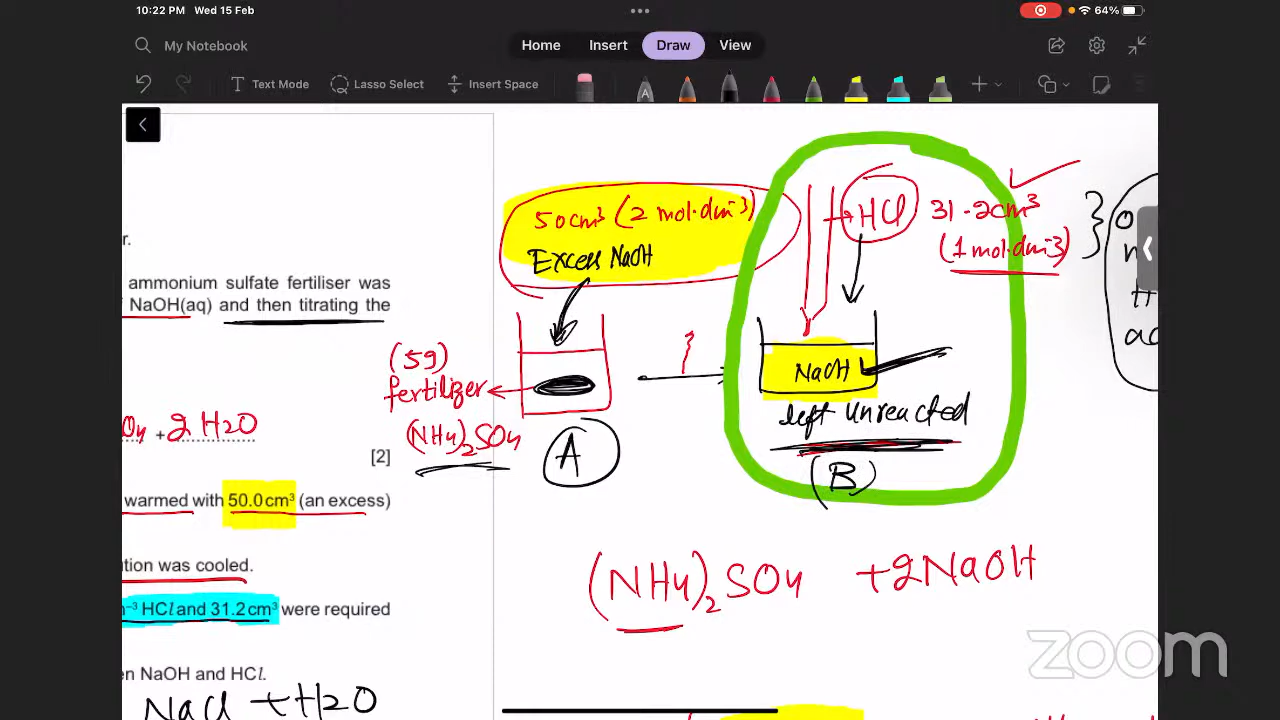 10:22 PM Wed 15 Feb
64%
My Notebook
Home Insert Draw View
Text Mode Lasso Select Insert Space
r.
ammonium sulfate fertiliser was
NaOH(aq) and then titrating the
O4 + 2 H2O
[2]
warmed with 50.0 cm³ (an excess)
ution was cooled.
⁻³ HCl and 31.2 cm³ were required
en NaOH and HCl.
NaCl + H2O
50cm³ (2 mol.dm-3)
Excess NaOH
(5g)
fertilizer
(NH4)2SO4
A
HCl 31.2cm³
(1 mol.dm-3)
NaOH
left unreacted
(B)
(NH4)2SO4 + 2NaOH
zoom